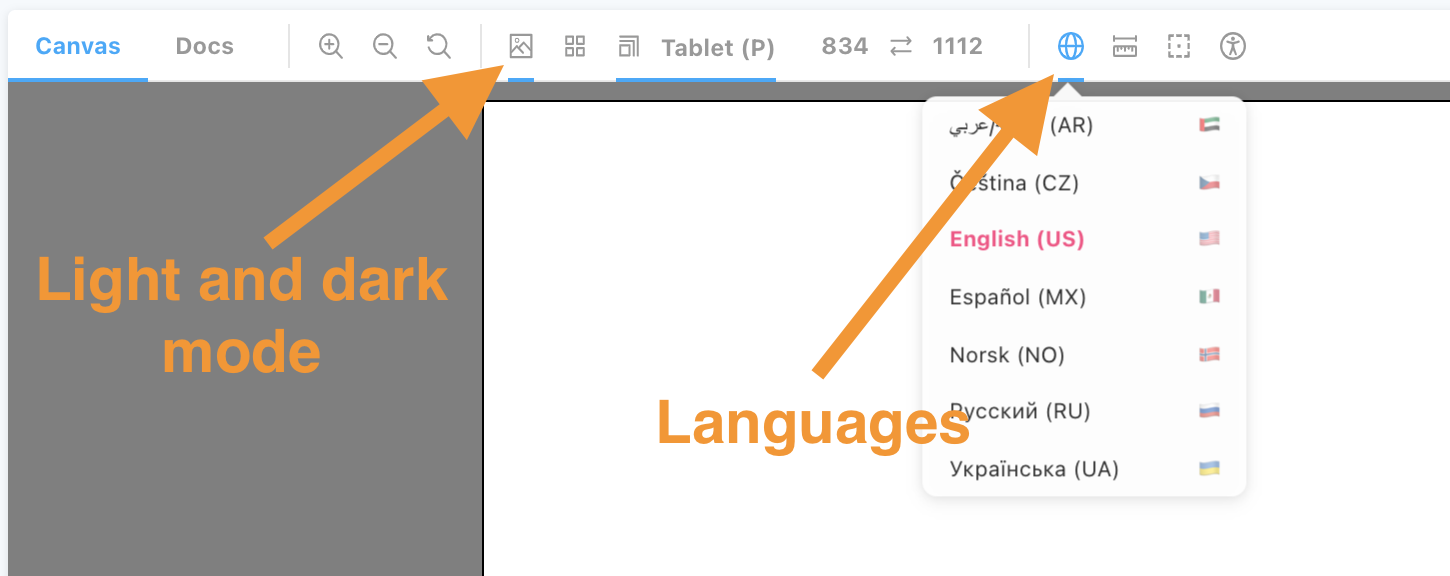 Canvas Docs Tablet (P) 834 1112
عربي/ (AR)
Čeština (CZ)
English (US)
Español (MX)
Norsk (NO)
Русский (RU)
Українська (UA)
Light and dark
mode
Languages